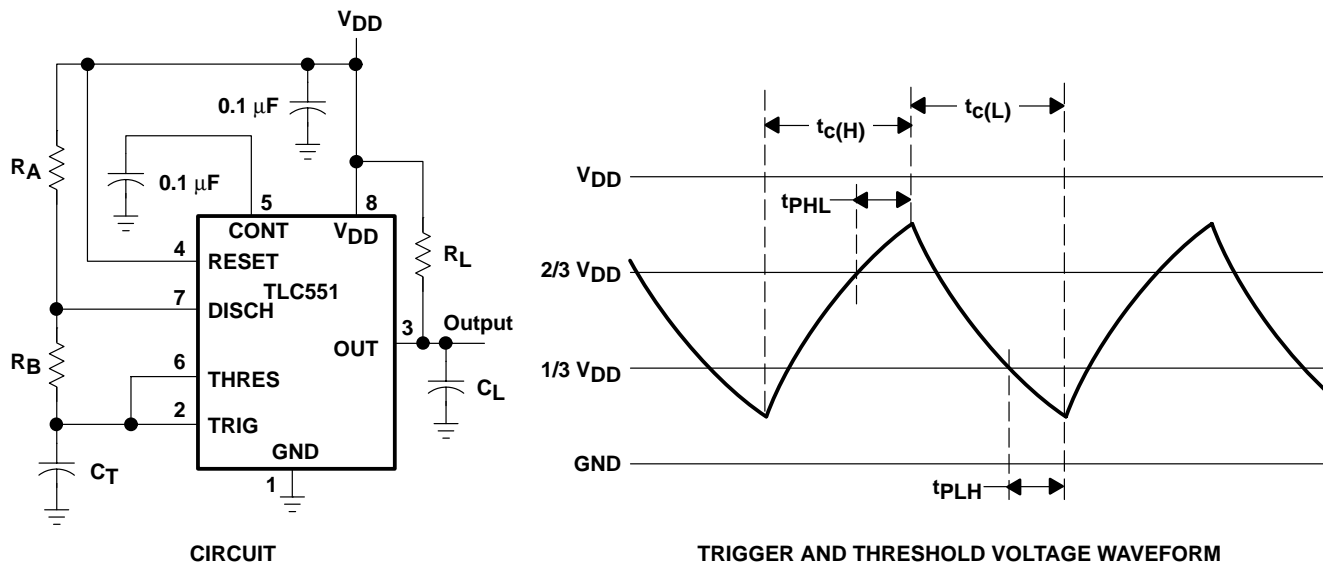 VDD
0.1 μF
RA
0.1 μF
5
8
CONT
VDD
4
RESET
RL
TLC551
7
DISCH
3
Output
RB
OUT
6
THRES
CL
2
TRIG
GND
CT
1
CIRCUIT
tc(H)
tc(L)
VDD
tPHL
2/3 VDD
1/3 VDD
GND
tPLH
TRIGGER AND THRESHOLD VOLTAGE WAVEFORM